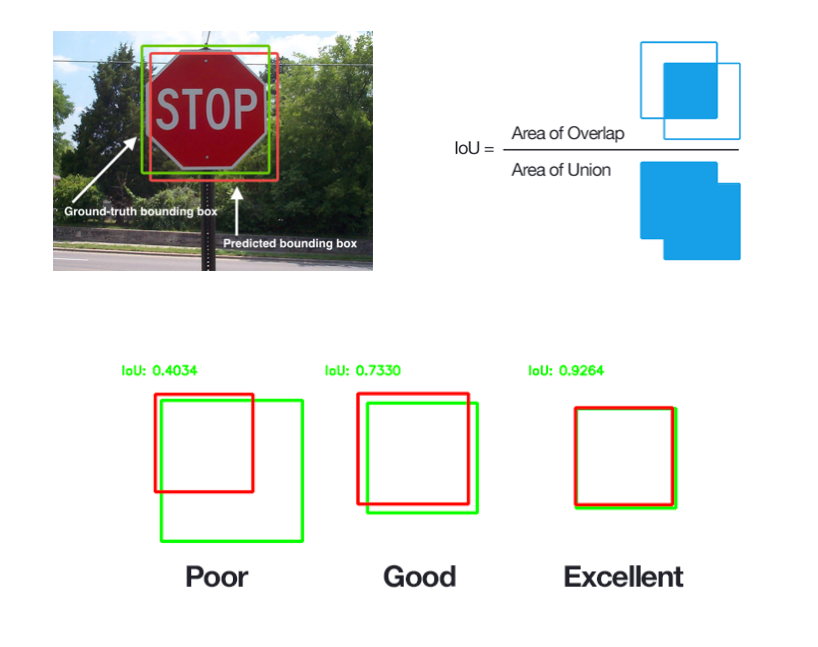 STOP
Ground-truth bounding box
Predicted bounding box
IoU =
Area of Overlap
Area of Union
IoU: 0.4034
IoU: 0.7330
IoU: 0.9264
Poor
Good
Excellent